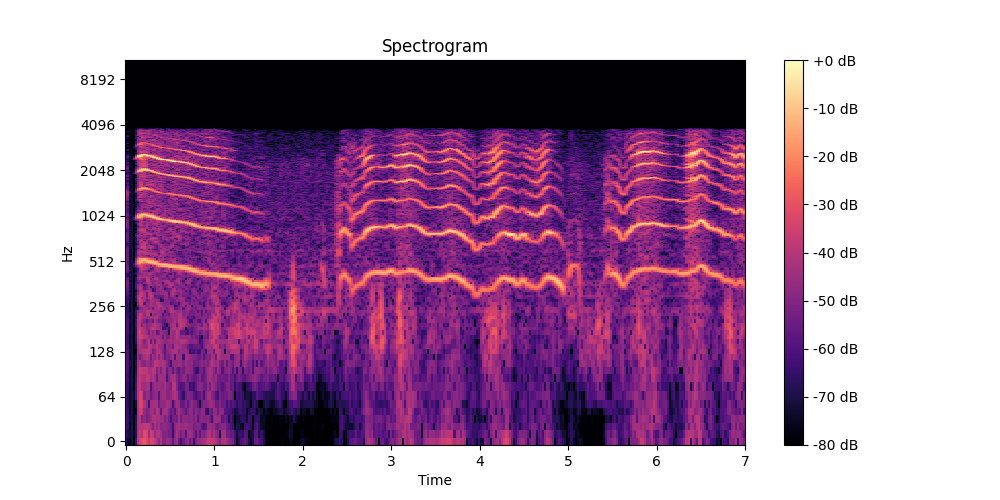 Spectrogram
8192
4096
2048
1024
512
256
128
64
0
Hz
0 1 2 3 4 5 6 7
Time
+0 dB
-10 dB
-20 dB
-30 dB
-40 dB
-50 dB
-60 dB
-70 dB
-80 dB